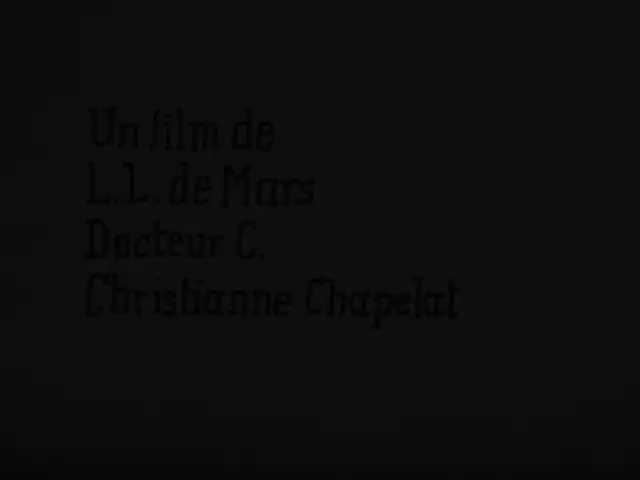 Un film de
L.L. de Mars
Docteur C.
Christianne Chapelat